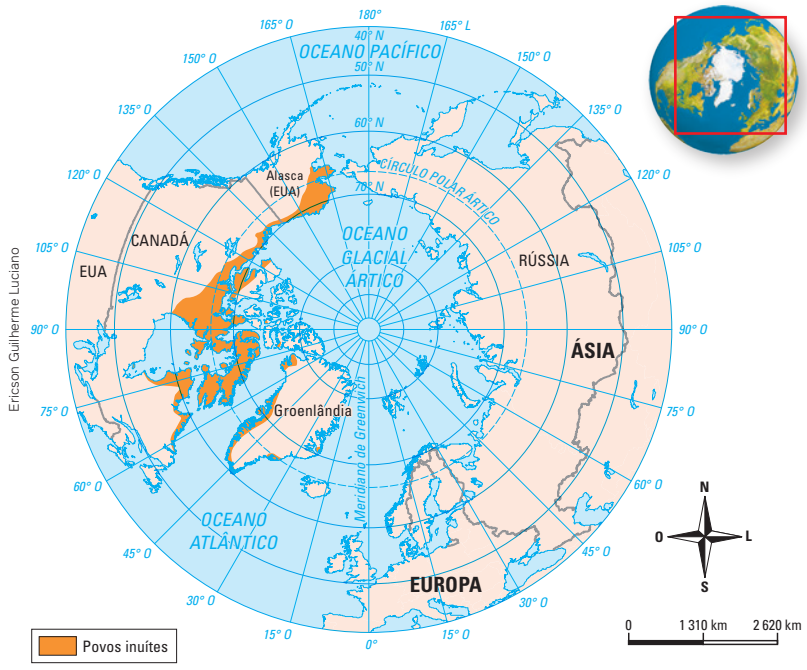 180°
165° O
165° L
40° N
OCEANO PACÍFICO
50° N
150° O
150° O
60° N
135° O
135° O
CÍRCULO POLAR ÁRTICO
Alasca
(EUA)
70° N
120° O
120° O
CANADÁ
OCEANO
GLACIAL
ÁRTICO
105° O
105° O
EUA
RÚSSIA
90° O
90° O
ÁSIA
Ericson Guilherme Luciano
75° O
75° O
Groenlândia
Meridiano de Greenwich
60° O
60° O
OCEANO
ATLÂNTICO
45° O
45° O
EUROPA
30° O
30° O
15° O
0°
15° O
N
O
L
S
0
1 310 km
2 620 km
Povos inuítes